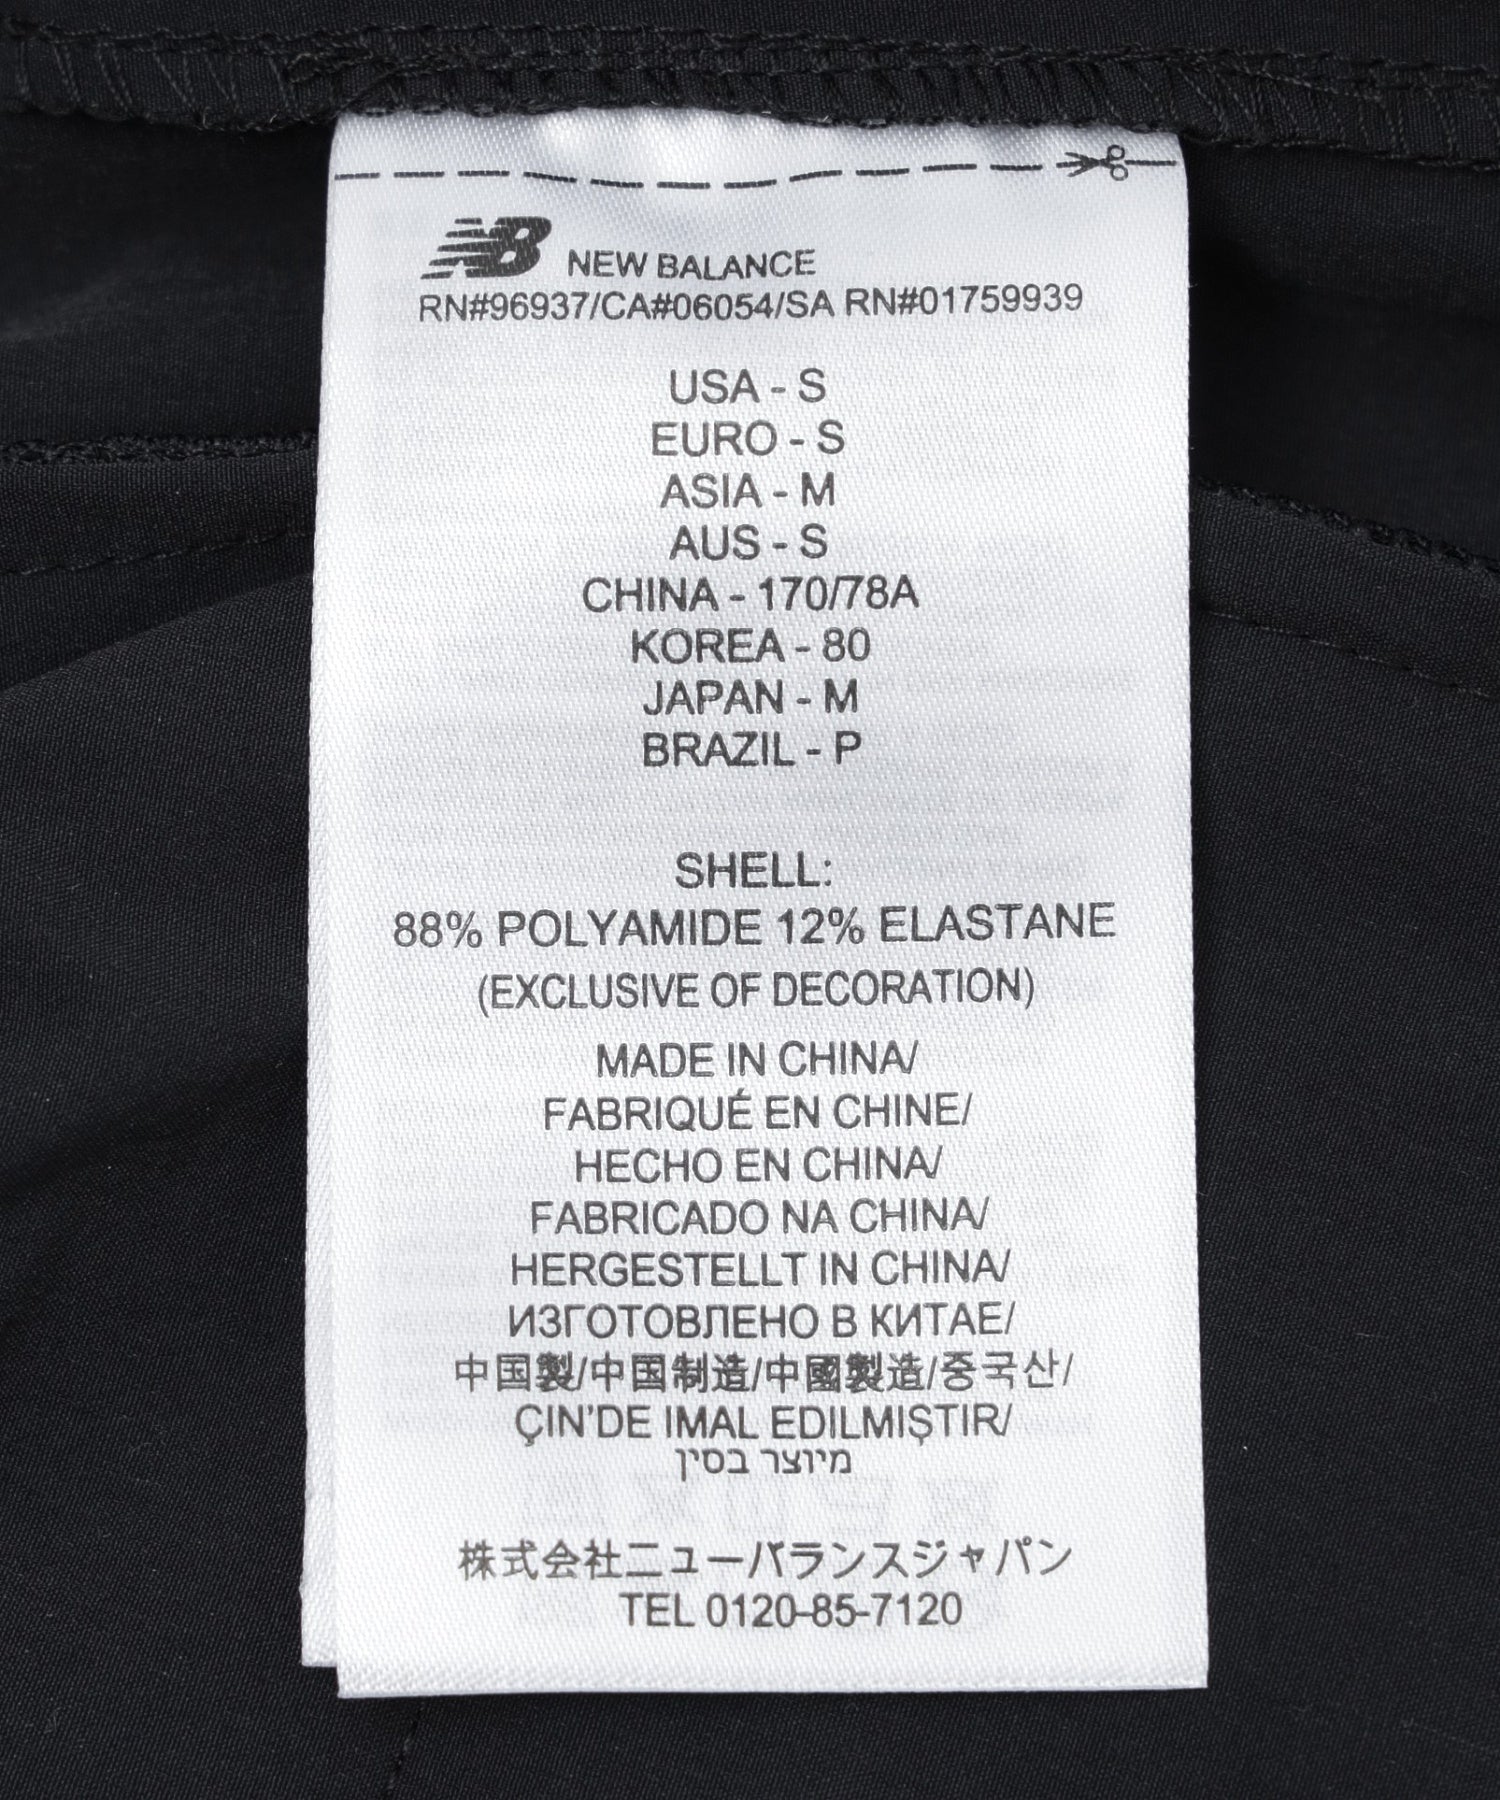 NB NEW BALANCE
RN#96937/CA#06054/SA RN#01759939
USA - S
EURO - S
ASIA - M
AUS - S
CHINA - 170/78A
KOREA - 80
JAPAN - M
BRAZIL - P
SHELL:
88% POLYAMIDE 12% ELASTANE
(EXCLUSIVE OF DECORATION)
MADE IN CHINA/
FABRIQUÉ EN CHINE/
HECHO EN CHINA/
FABRICADO NA CHINA/
HERGESTELLT IN CHINA/
ИЗГОТОВЛЕНО В КИТАЕ/
中国製/中国制造/中國製造/중국산/
ÇIN'DE IMAL EDILMIŞTIR/
מיוצר בסין
株式会社ニューバランスジャパン
TEL 0120-85-7120